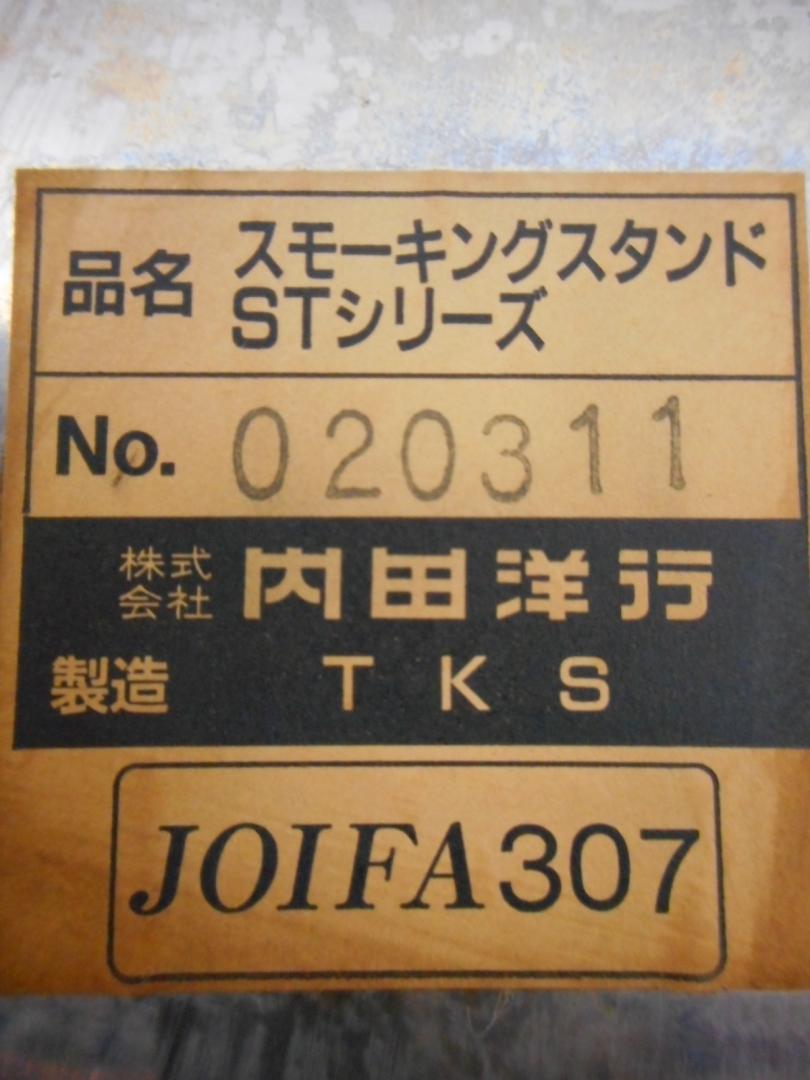 品名 スモーキングスタンド
STシリーズ
No. 020311
株式会社 内田洋行
製造 TKS
JOIFA307